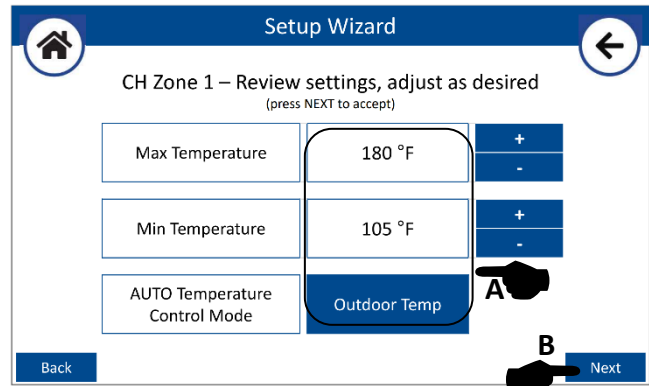 Setup Wizard
CH Zone 1 – Review settings, adjust as desired
(press NEXT to accept)
Max Temperature
180 °F
+
-
Min Temperature
105 °F
+
-
AUTO Temperature
Control Mode
Outdoor Temp
A
B
Back
Next